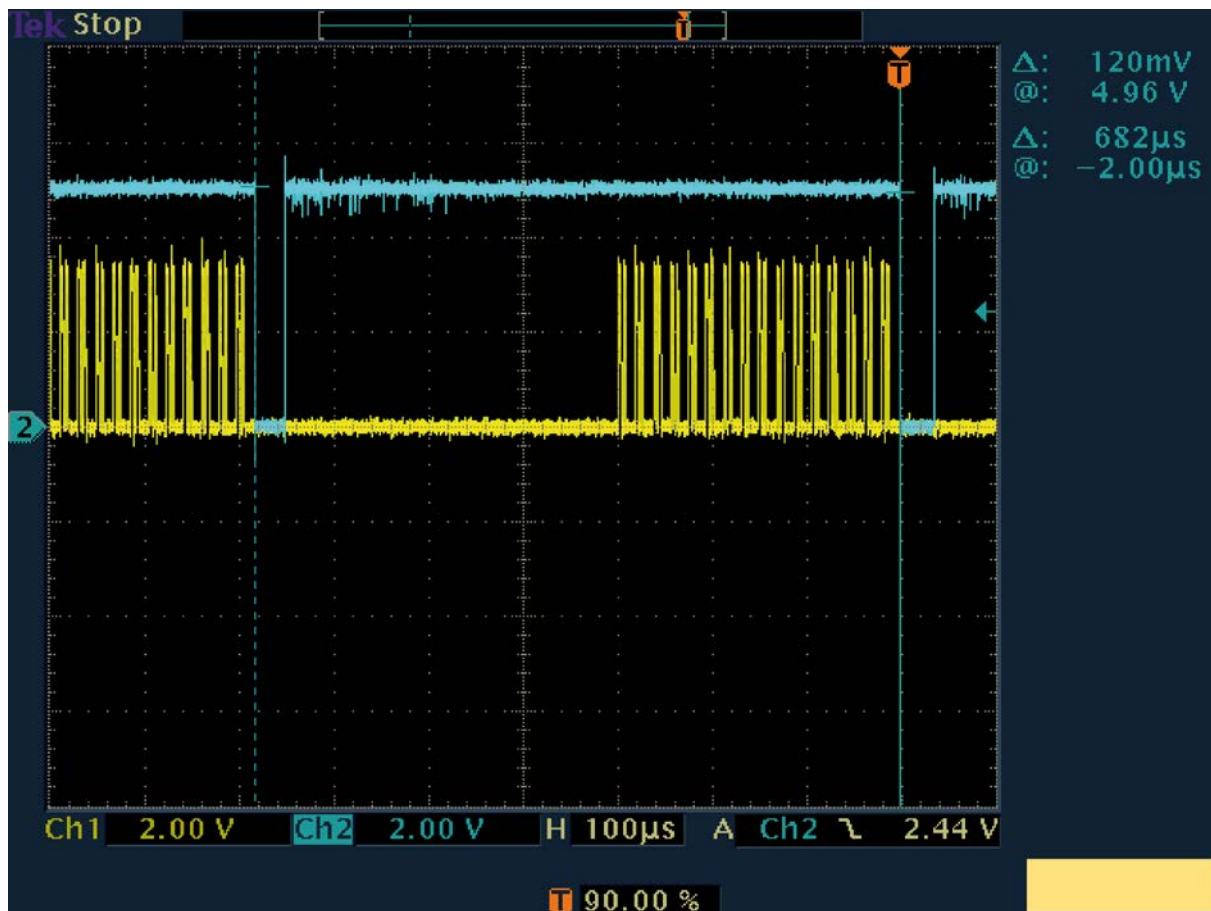 Tek Stop
T
T
Δ: 120mV
@: 4.96 V
Δ: 682µs
@: −2.00µs
2
Ch1 2.00 V Ch2 2.00 V H 100µs A Ch2 2.44 V
T 90.00 %